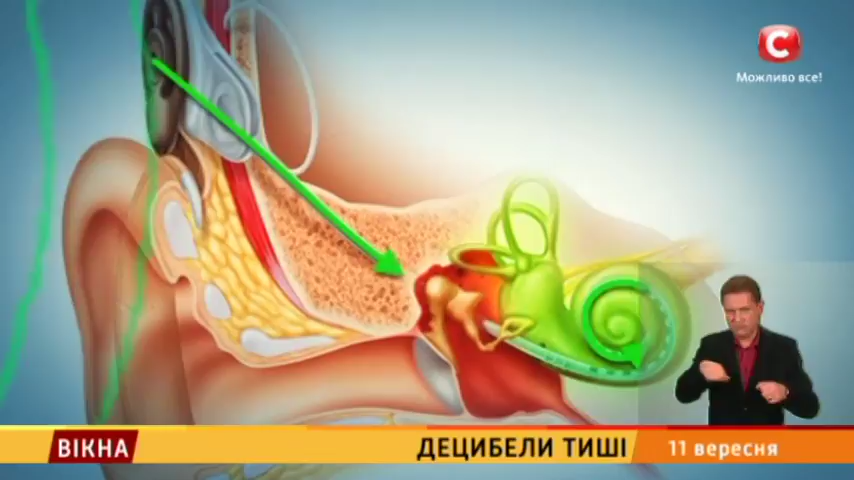 С
Можливо все!
ВІКНА
ДЕЦИБЕЛИ ТИШІ
11 вересня